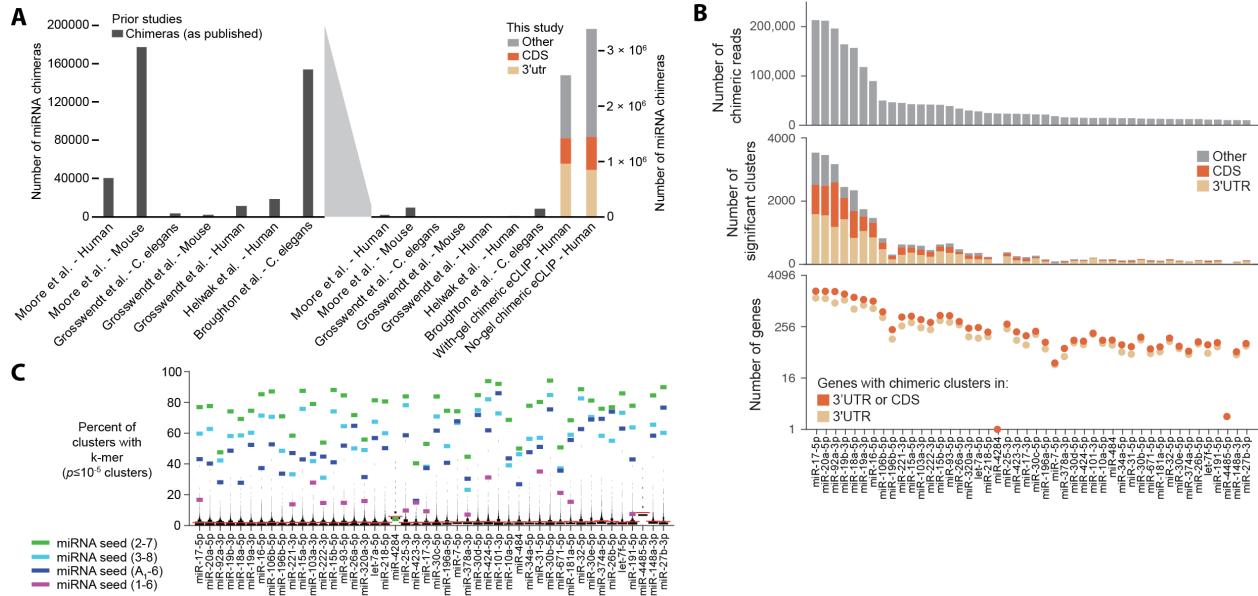 A
200000
160000
120000
80000
40000
0
Number of miRNA chimeras
Prior studies
Chimeras (as published)
This study
Other
CDS
3'utr
3 × 10⁶
2 × 10⁶
1 × 10⁶
0
Number of miRNA chimeras
Moore et al. - Human
Moore et al. - Mouse
Grosswendt et al - C. elegans
Grosswendt et al. - Mouse
Grosswendt et al. - Human
Helwak et al. - Human
Broughton et al. - C. elegans
Moore et al. - Human
Moore et al. - Mouse
Grosswendt et al - C. elegans
Grosswendt et al. - Mouse
Grosswendt et al. - Human
Helwak et al. - Human
Broughton et al. - C. elegans
With-gel chimeric eCLIP - Human
No-gel chimeric eCLIP - Human
B
Number of
chimeric reads
200,000
100,000
0
Number of
significant clusters
4000
2000
0
Other
CDS
3'UTR
Number of genes
4096
256
16
1
Genes with chimeric clusters in:
3'UTR or CDS
3'UTR
miR-17-5p
miR-20a-5p
miR-92a-3p
miR-19b-3p
miR-18a-5p
miR-19a-3p
miR-16-5p
miR-106b-5p
miR-196b-5p
miR-221-3p
miR-15a-5p
miR-103a-3p
miR-222-3p
miR-15b-5p
miR-93-5p
miR-26a-5p
miR-320a-3p
let-7a-5p
miR-218-5p
miR-4284
miR-25-3p
miR-423-3p
miR-17-3p
miR-30c-5p
miR-196a-5p
miR-7-5p
miR-378a-3p
miR-30d-5p
miR-424-5p
miR-101-3p
miR-10a-5p
miR-484
miR-34a-5p
miR-31-5p
miR-30b-5p
miR-671-5p
miR-181a-5p
miR-32-5p
miR-30e-5p
miR-374a-5p
miR-26b-5p
let-7f-5p
miR-191-5p
miR-4485-5p
miR-148a-3p
miR-27b-3p
C
Percent of
clusters with
k-mer
(p≤10⁻⁵ clusters)
100
80
60
40
20
0
miRNA seed (2-7)
miRNA seed (3-8)
miRNA seed (A₁-6)
miRNA seed (1-6)
miR-17-5p
miR-20a-5p
miR-92a-3p
miR-19b-3p
miR-18a-5p
miR-19a-3p
miR-16-5p
miR-106b-5p
miR-196b-5p
miR-221-3p
miR-15a-5p
miR-103a-3p
miR-222-3p
miR-15b-5p
miR-93-5p
miR-26a-5p
miR-320a-3p
let-7a-5p
miR-218-5p
miR-4284
miR-25-3p
miR-423-3p
miR-17-3p
miR-30c-5p
miR-196a-5p
miR-7-5p
miR-378a-3p
miR-30d-5p
miR-424-5p
miR-101-3p
miR-10a-5p
miR-484
miR-34a-5p
miR-31-5p
miR-30b-5p
miR-671-5p
miR-181a-5p
miR-32-5p
miR-30e-5p
miR-374a-5p
miR-26b-5p
let-7f-5p
miR-191-5p
miR-4485-5p
miR-148a-3p
miR-27b-3p